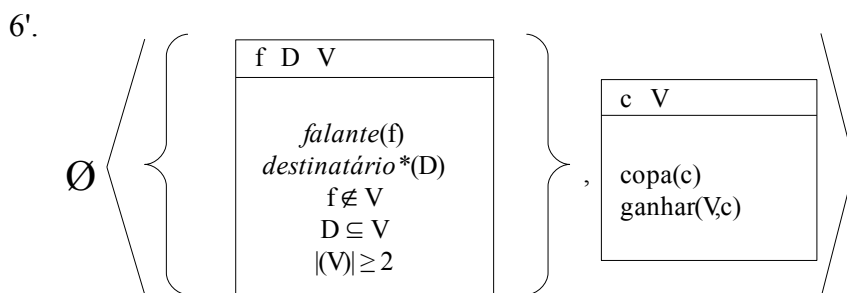 6'.
f D V
falante(f)
destinatário*(D)
f ∉ V
D ⊆ V
|(V)| ≥ 2
Ø
,
c V
copa(c)
ganhar(V,c)